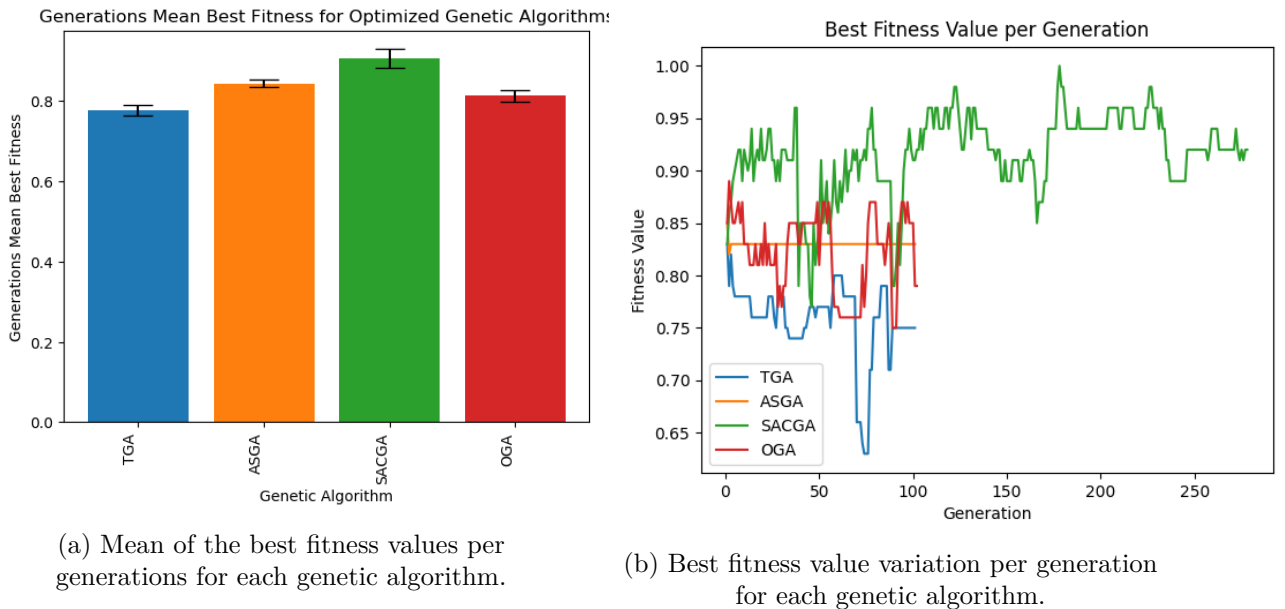 Generations Mean Best Fitness for Optimized Genetic Algorithms
Generations Mean Best Fitness
0.8
0.6
0.4
0.2
0.0
TGA
ASGA
SACGA
OGA
Genetic Algorithm
(a) Mean of the best fitness values per
generations for each genetic algorithm.
Best Fitness Value per Generation
Fitness Value
1.00
0.95
0.90
0.85
0.80
0.75
0.70
0.65
TGA
ASGA
SACGA
OGA
0
50
100
150
200
250
Generation
(b) Best fitness value variation per generation
for each genetic algorithm.